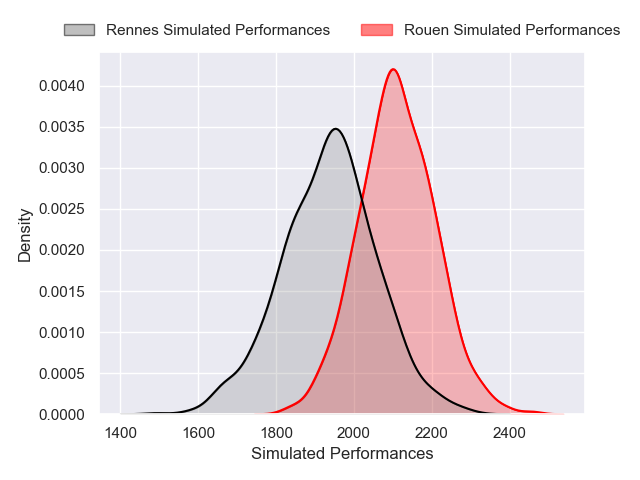 Rennes Simulated Performances
Rouen Simulated Performances
0.0040
0.0035
0.0030
0.0025
0.0020
0.0015
0.0010
0.0005
0.0000
Density
1400 1600 1800 2000 2200 2400
Simulated Performances